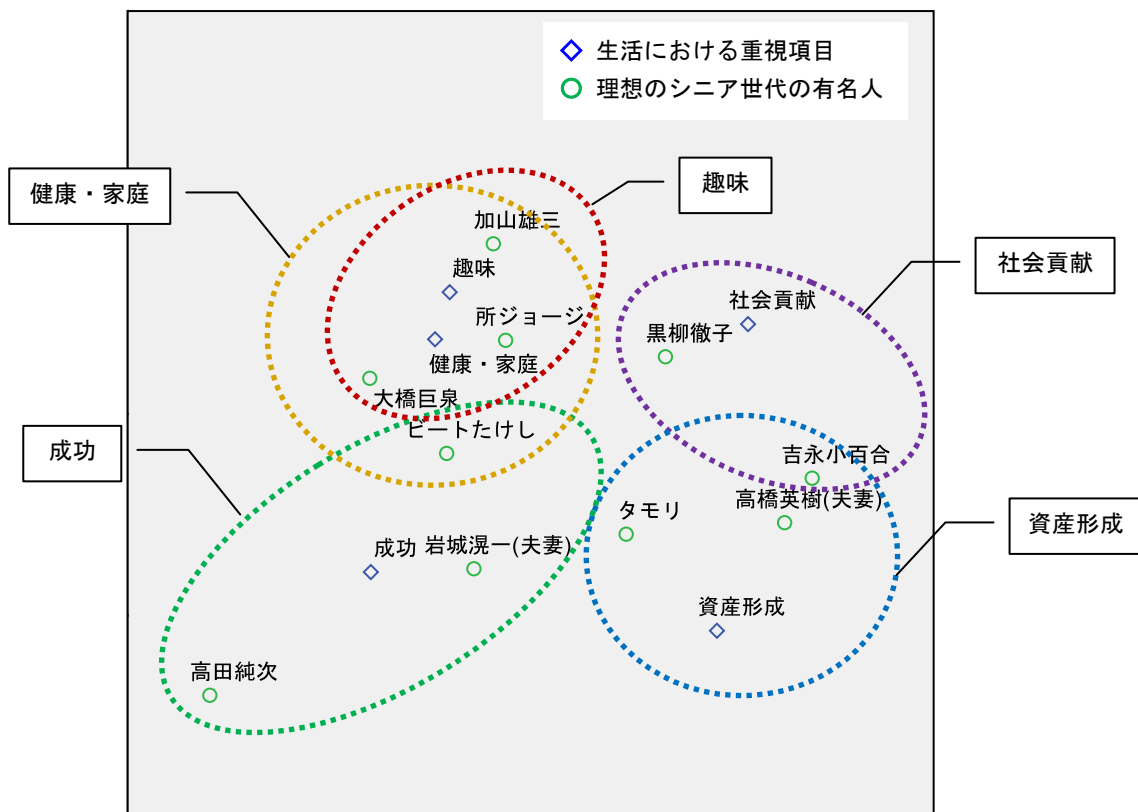 生活における重視項目
理想のシニア世代の有名人
健康・家庭
趣味
加山雄三
社会貢献
趣味
社会貢献
所ジョージ
黒柳徹子
健康・家庭
大橋巨泉
ビートたけし
成功
吉永小百合
高橋英樹(夫妻)
タモリ
資産形成
成功
岩城滉一(夫妻)
資産形成
高田純次